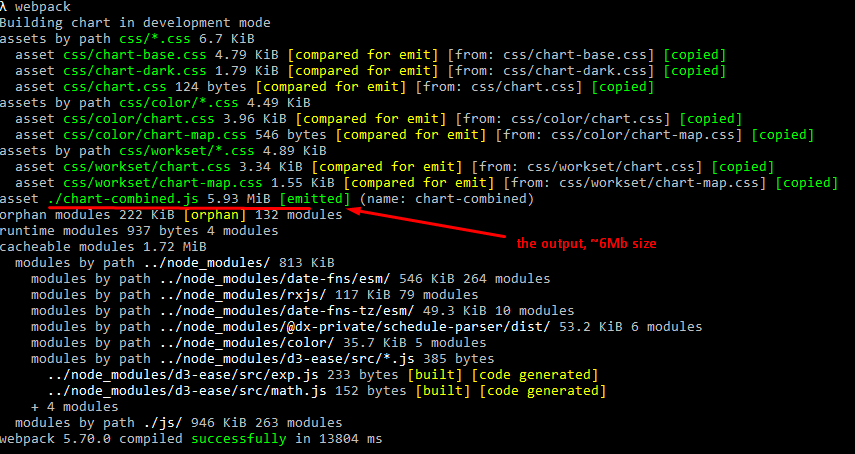 λ webpack
Building chart in development mode
assets by path css/*.css 6.7 KiB
  asset css/chart-base.css 4.79 KiB [compared for emit] [from: css/chart-base.css] [copied]
  asset css/chart-dark.css 1.79 KiB [compared for emit] [from: css/chart-dark.css] [copied]
  asset css/chart.css 124 bytes [compared for emit] [from: css/chart.css] [copied]
assets by path css/color/*.css 4.49 KiB
  asset css/color/chart.css 3.96 KiB [compared for emit] [from: css/color/chart.css] [copied]
  asset css/color/chart-map.css 546 bytes [compared for emit] [from: css/color/chart-map.css] [copied]
assets by path css/workset/*.css 4.89 KiB
  asset css/workset/chart.css 3.34 KiB [compared for emit] [from: css/workset/chart.css] [copied]
  asset css/workset/chart-map.css 1.55 KiB [compared for emit] [from: css/workset/chart-map.css] [copied]
asset ./chart-combined.js 5.93 MiB [emitted] (name: chart-combined)
orphan modules 222 KiB [orphan] 132 modules
runtime modules 937 bytes 4 modules
the output, ~6Mb size
cacheable modules 1.72 MiB
  modules by path ../node_modules/ 813 KiB
    modules by path ../node_modules/date-fns/esm/ 546 KiB 264 modules
    modules by path ../node_modules/rxjs/ 117 KiB 79 modules
    modules by path ../node_modules/date-fns-tz/esm/ 49.3 KiB 10 modules
    modules by path ../node_modules/@dx-private/schedule-parser/dist/ 53.2 KiB 6 modules
    modules by path ../node_modules/color/ 35.7 KiB 5 modules
    modules by path ../node_modules/d3-ease/src/*.js 385 bytes
      ../node_modules/d3-ease/src/exp.js 233 bytes [built] [code generated]
      ../node_modules/d3-ease/src/math.js 152 bytes [built] [code generated]
    + 4 modules
  modules by path ./js/ 946 KiB 263 modules
webpack 5.70.0 compiled successfully in 13804 ms